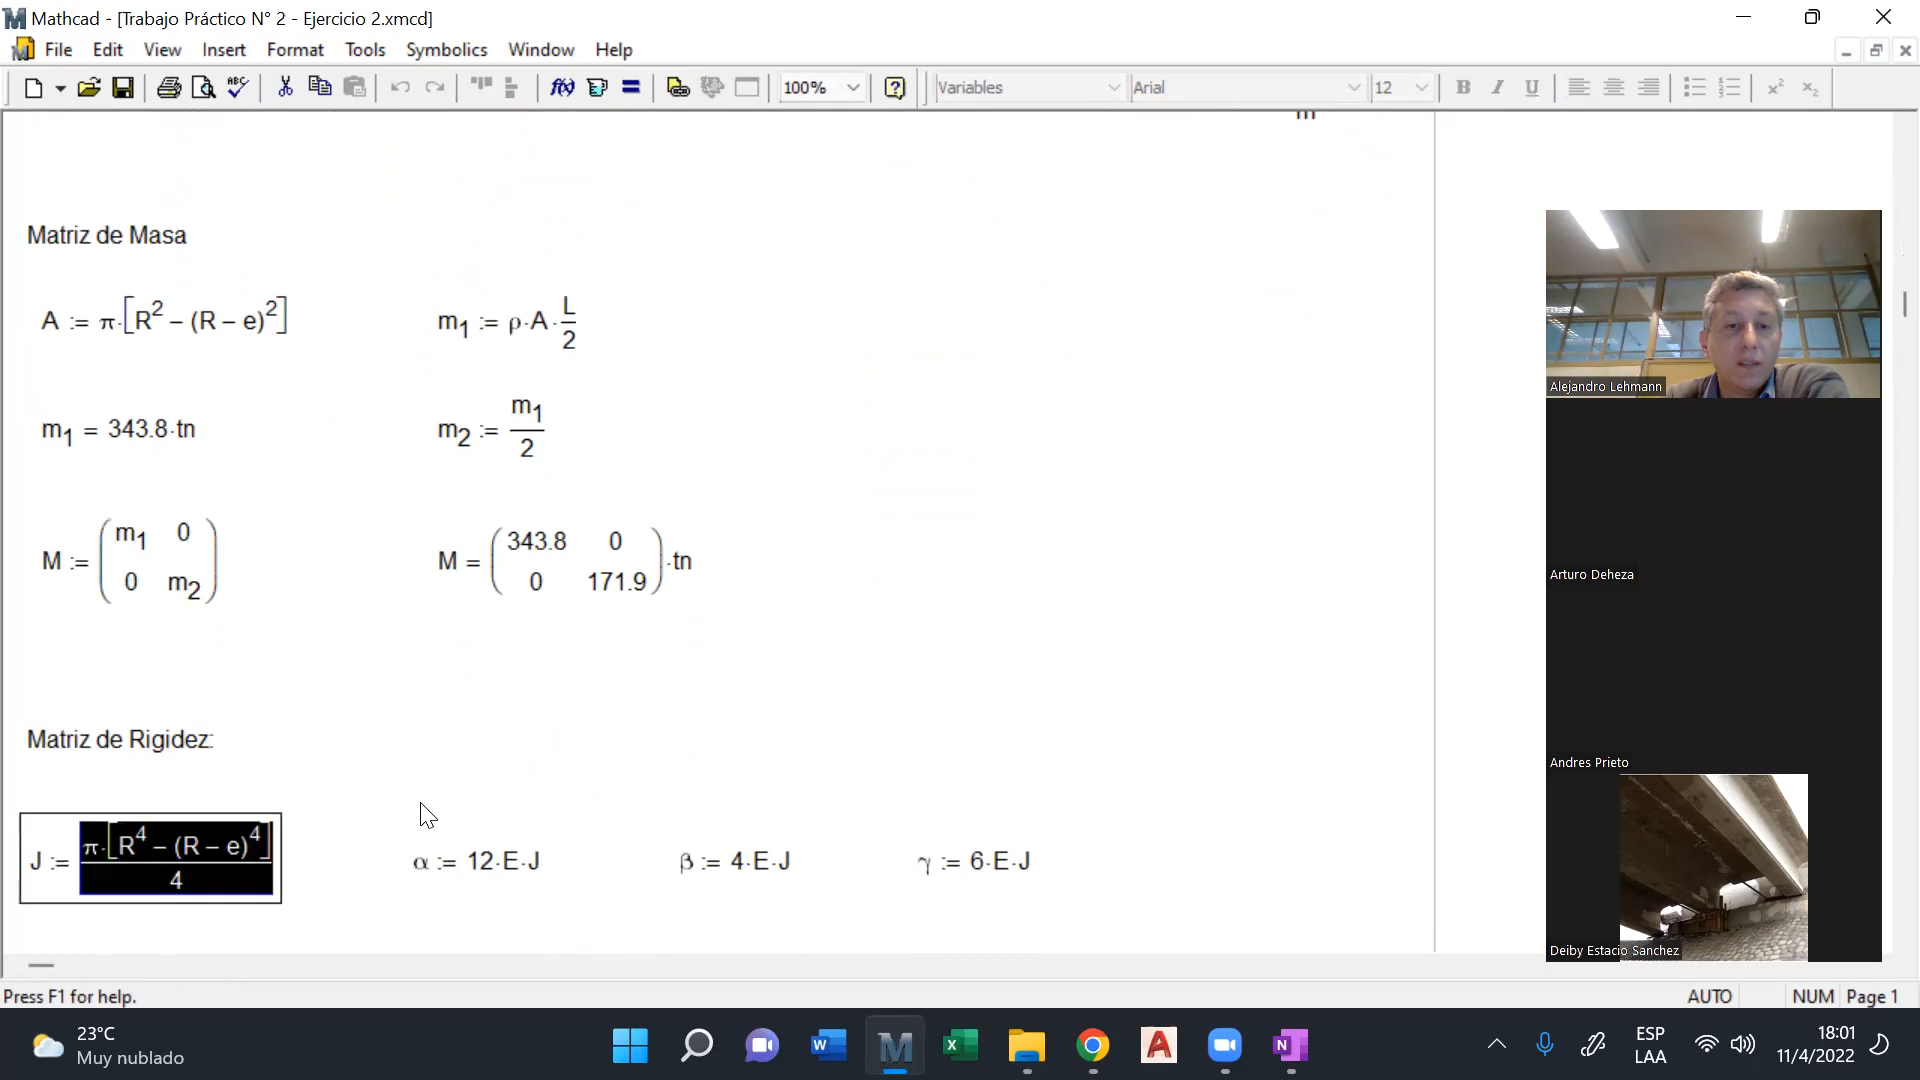 Mathcad - [Trabajo Práctico N° 2 - Ejercicio 2.xmcd]
File Edit View Insert Format Tools Symbolics Window Help
100% Variables Arial 12 B I U
m
Matriz de Masa
A := π·[R² − (R − e)²]
m₁ := ρ·A·L/2
m₁ = 343.8·tn
m₂ := m₁/2
M := (m₁ 0
0 m₂)
M = (343.8 0
0 171.9)·tn
Matriz de Rigidez:
J := π·[R⁴ − (R − e)⁴]/4
α := 12·E·J
β := 4·E·J
γ := 6·E·J
Alejandro Lehmann
Arturo Deheza
Andres Prieto
Deiby Estacio Sanchez
Press F1 for help.
AUTO NUM Page 1
23°C
Muy nublado
ESP
LAA
18:01
11/4/2022